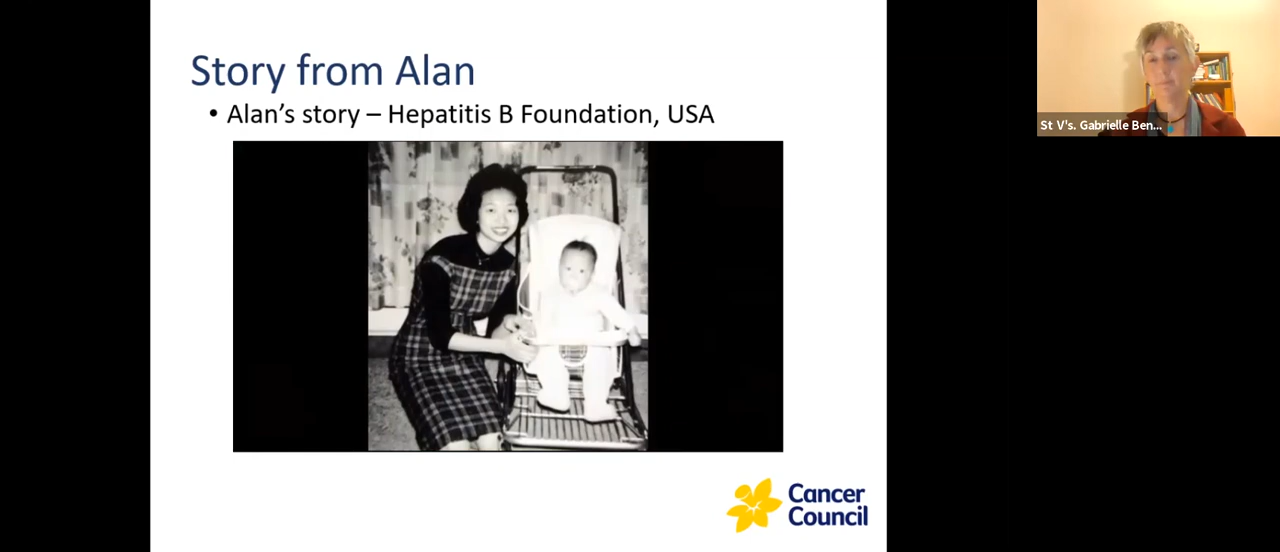 Story from Alan
• Alan's story – Hepatitis B Foundation, USA
Cancer
Council
St V's. Gabrielle Ben...